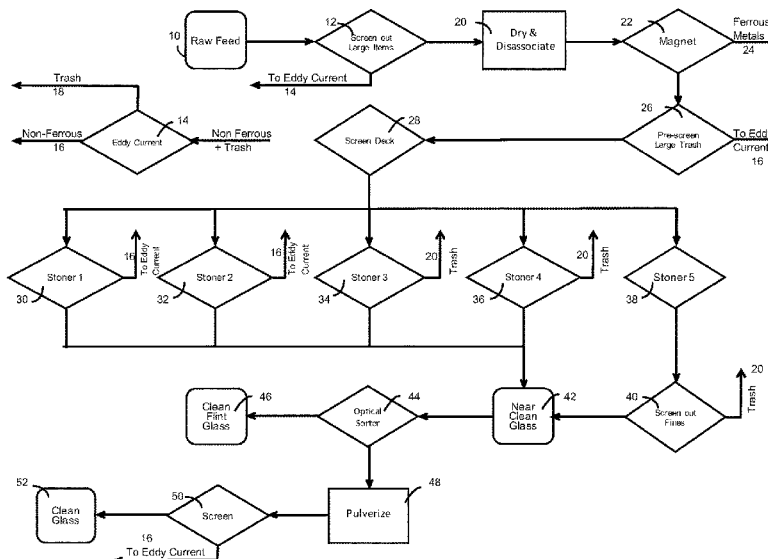 10
Raw Feed
12
Screen out
Large Items
20
Dry &
Disassociate
22
Magnet
Ferrous
Metals
24
To Eddy Current
14
Trash
18
Non-Ferrous
16
14
Eddy Current
Non Ferrous
+ Trash
28
Screen Deck
26
Pre-screen
Large Trash
To Eddy
Current
16
Stoner 1
30
16
To Eddy
Current
Stoner 2
32
16
To Eddy
Current
Stoner 3
34
20
Trash
Stoner 4
36
20
Trash
Stoner 5
38
Clean
Flint
Glass
46
Optical
Sorter
44
Near
Clean
Glass
42
40
Screen out
Fines
20
Trash
52
Clean
Glass
50
Screen
Pulverize
48
16
To Eddy Current